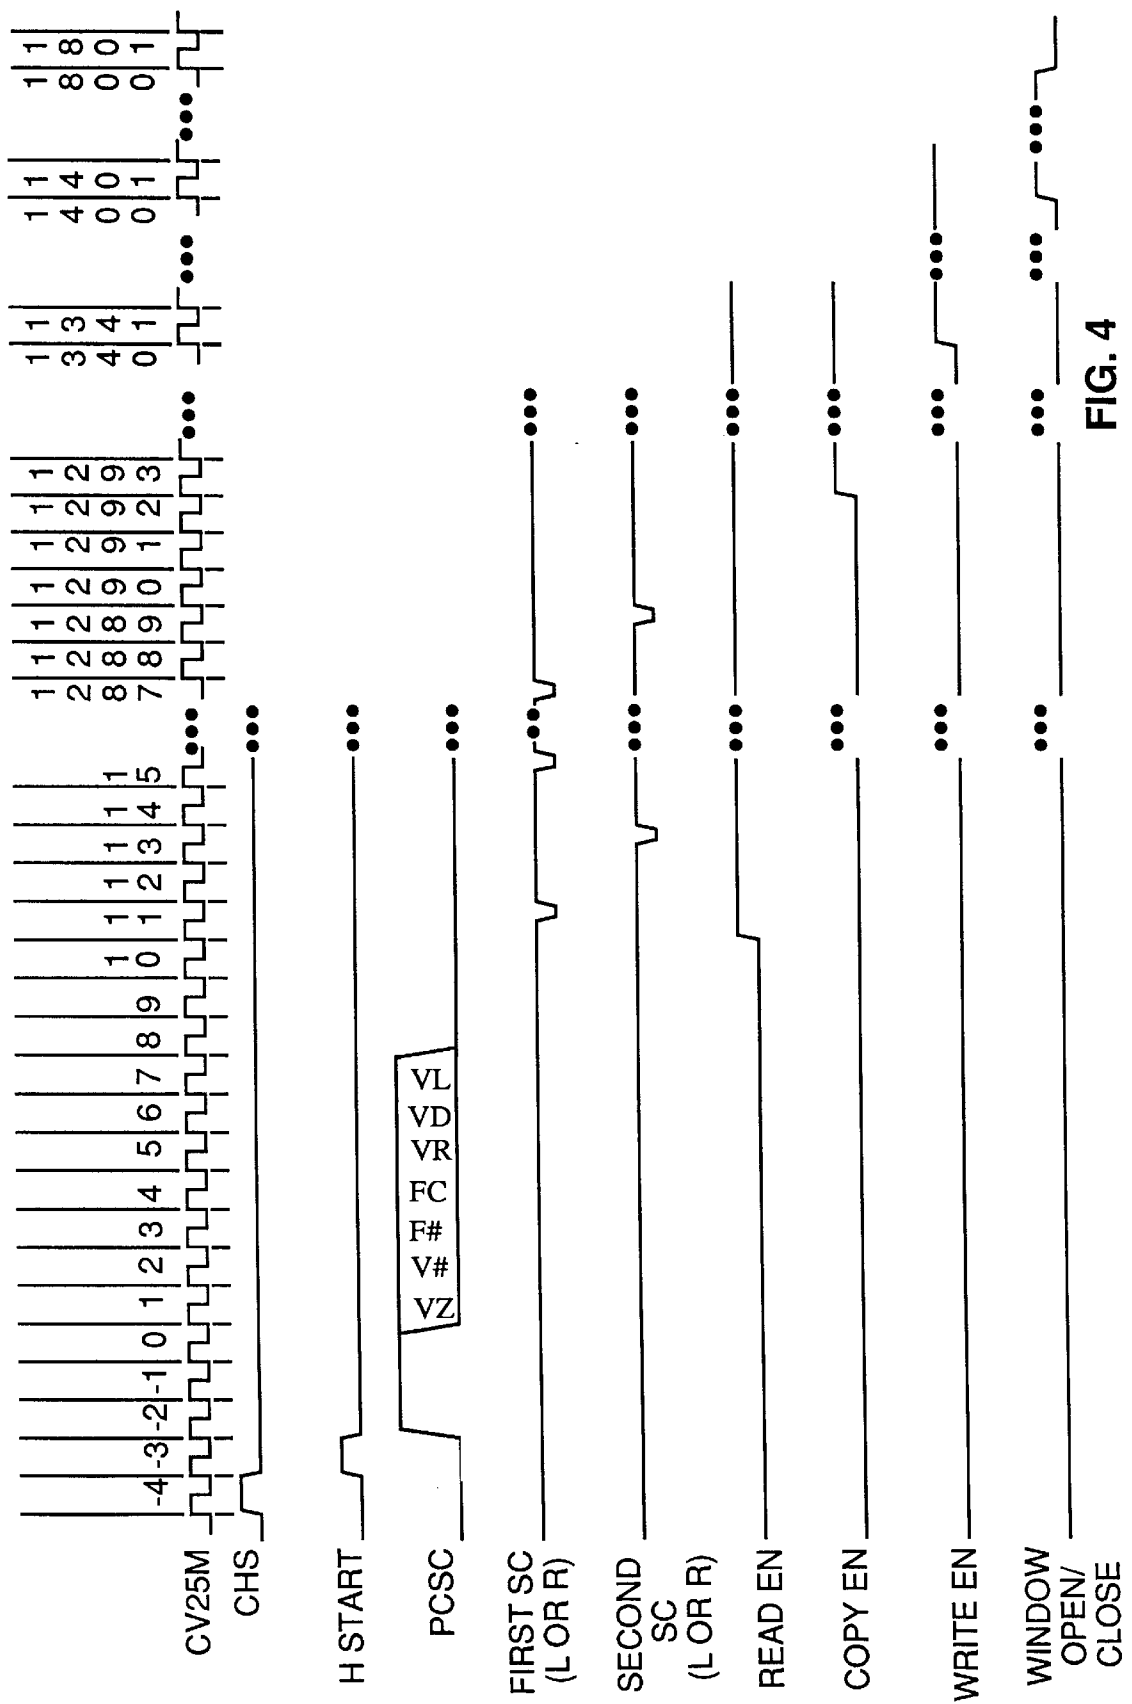 -4 -3 -2 -1 0 1 2 3 4 5 6 7 8 9 10 11 12 13 14 15 1287 1288 1289 1290 1291 1292 1293 1340 1341 1400 1401 1800 1801
CV25M
CHS
H START
PCSC
VZ V# F# FC VR VD VL
FIRST SC
(L OR R)
SECOND
SC
(L OR R)
READ EN
COPY EN
WRITE EN
WINDOW
OPEN/
CLOSE
FIG. 4